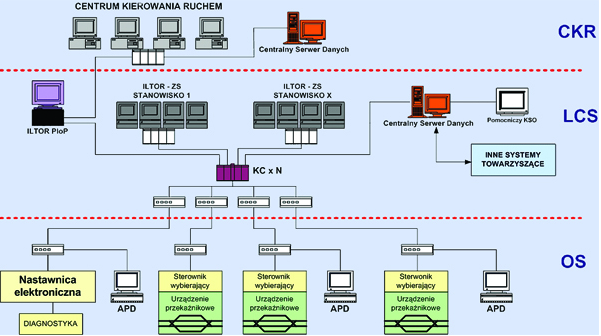 CENTRUM KIEROWANIA RUCHEM
CKR
Centralny Serwer Danych
ILTOR PloP
ILTOR - ZS
STANOWISKO 1
ILTOR - ZS
STANOWISKO X
Centralny Serwer Danych
Pomocniczy KSO
LCS
INNE SYSTEMY
TOWARZYSZĄCE
KC x N
OS
Nastawnica
elektroniczna
DIAGNOSTYKA
APD
Sterownik
wybierający
Urządzenie
przekaźnikowe
Sterownik
wybierający
Urządzenie
przekaźnikowe
APD
Sterwonik
wybierający
Urządzenie
przekaźnikowe
APD